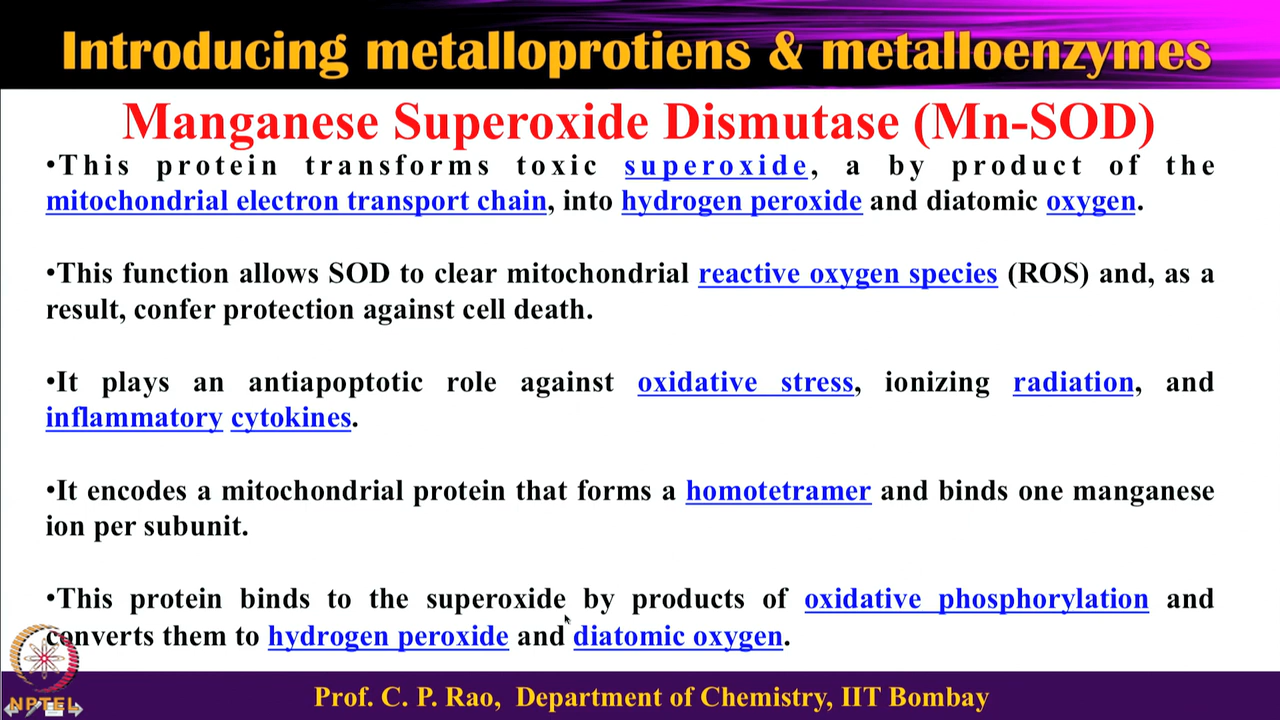 Introducing metalloprotiens & metalloenzymes
Manganese Superoxide Dismutase (Mn-SOD)
•This protein transforms toxic superoxide, a by product of the
mitochondrial electron transport chain, into hydrogen peroxide and diatomic oxygen.
•This function allows SOD to clear mitochondrial reactive oxygen species (ROS) and, as a
result, confer protection against cell death.
•It plays an antiapoptotic role against oxidative stress, ionizing radiation, and
inflammatory cytokines.
•It encodes a mitochondrial protein that forms a homotetramer and binds one manganese
ion per subunit.
•This protein binds to the superoxide by products of oxidative phosphorylation and
converts them to hydrogen peroxide and diatomic oxygen.
NPTEL
Prof. C. P. Rao, Department of Chemistry, IIT Bombay